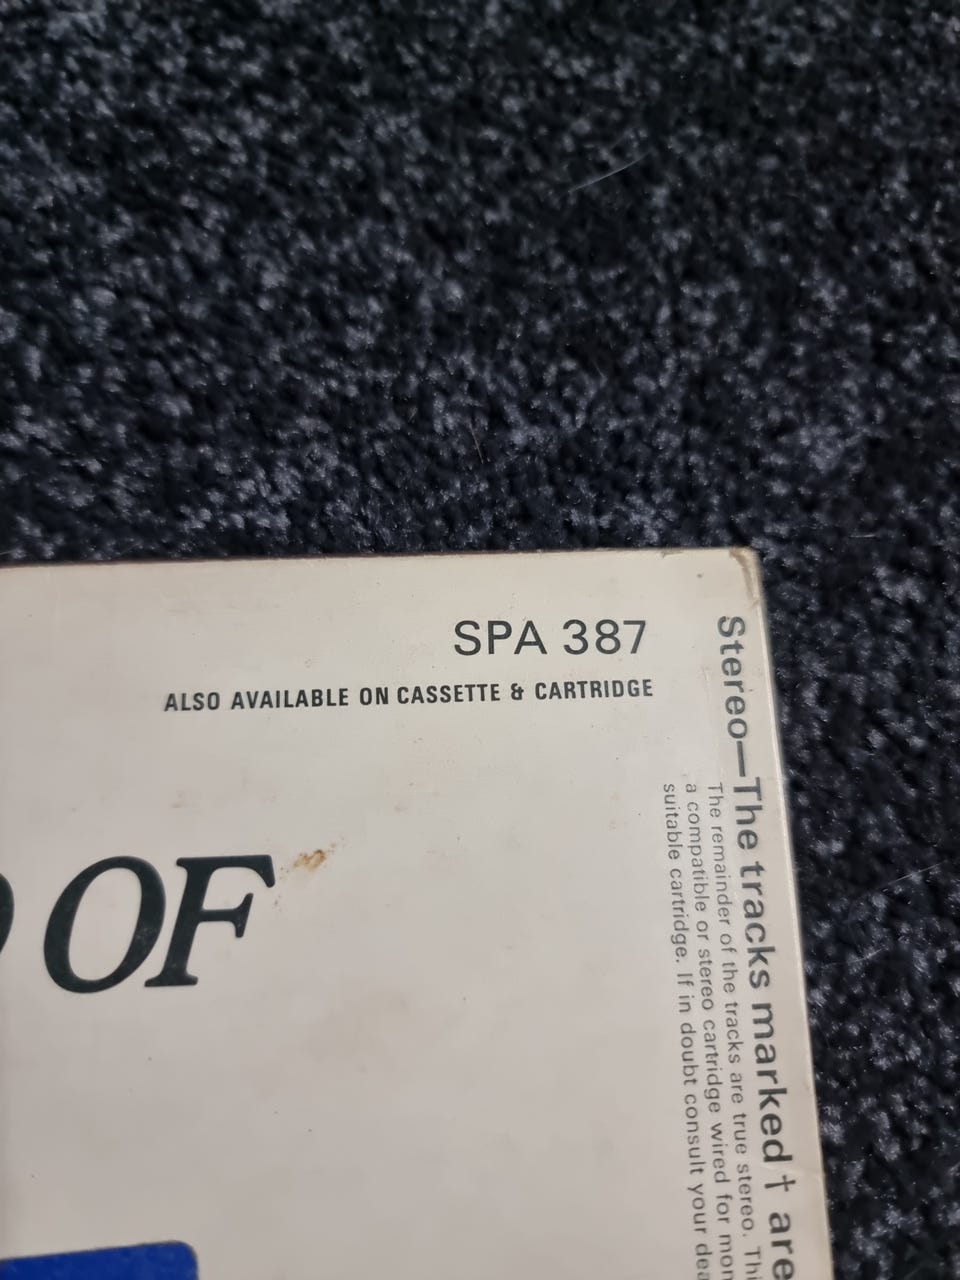 SPA 387
ALSO AVAILABLE ON CASSETTE & CARTRIDGE
OF
Stereo—The tracks marked † are
The remainder of the tracks are true stereo.
a compatible or stereo cartridge wired for
suitable cartridge. If in doubt consult your